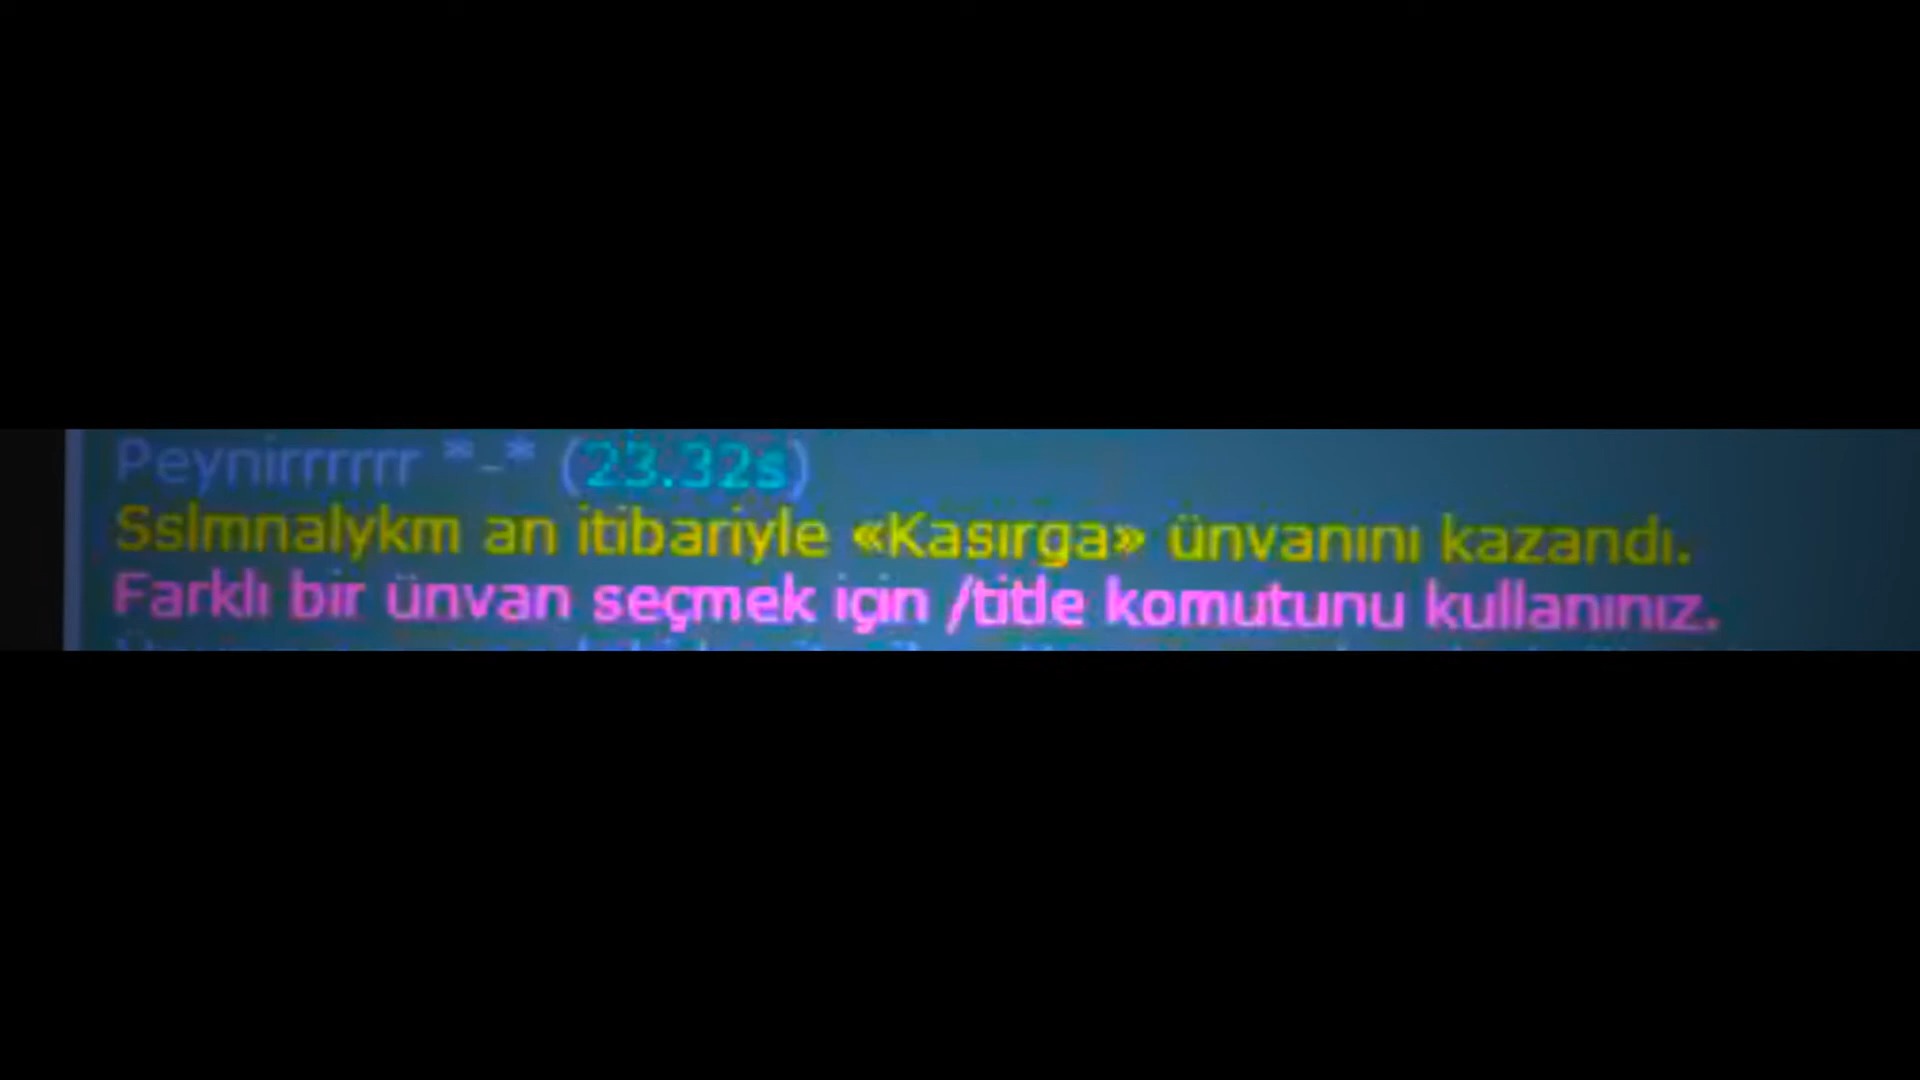 Peynirrrrrr *-* (23.32s)
Sslmnalykm an itibariyle «Kasırga» ünvanını kazandı.
Farklı bir ünvan seçmek için /title komutunu kullanınız.